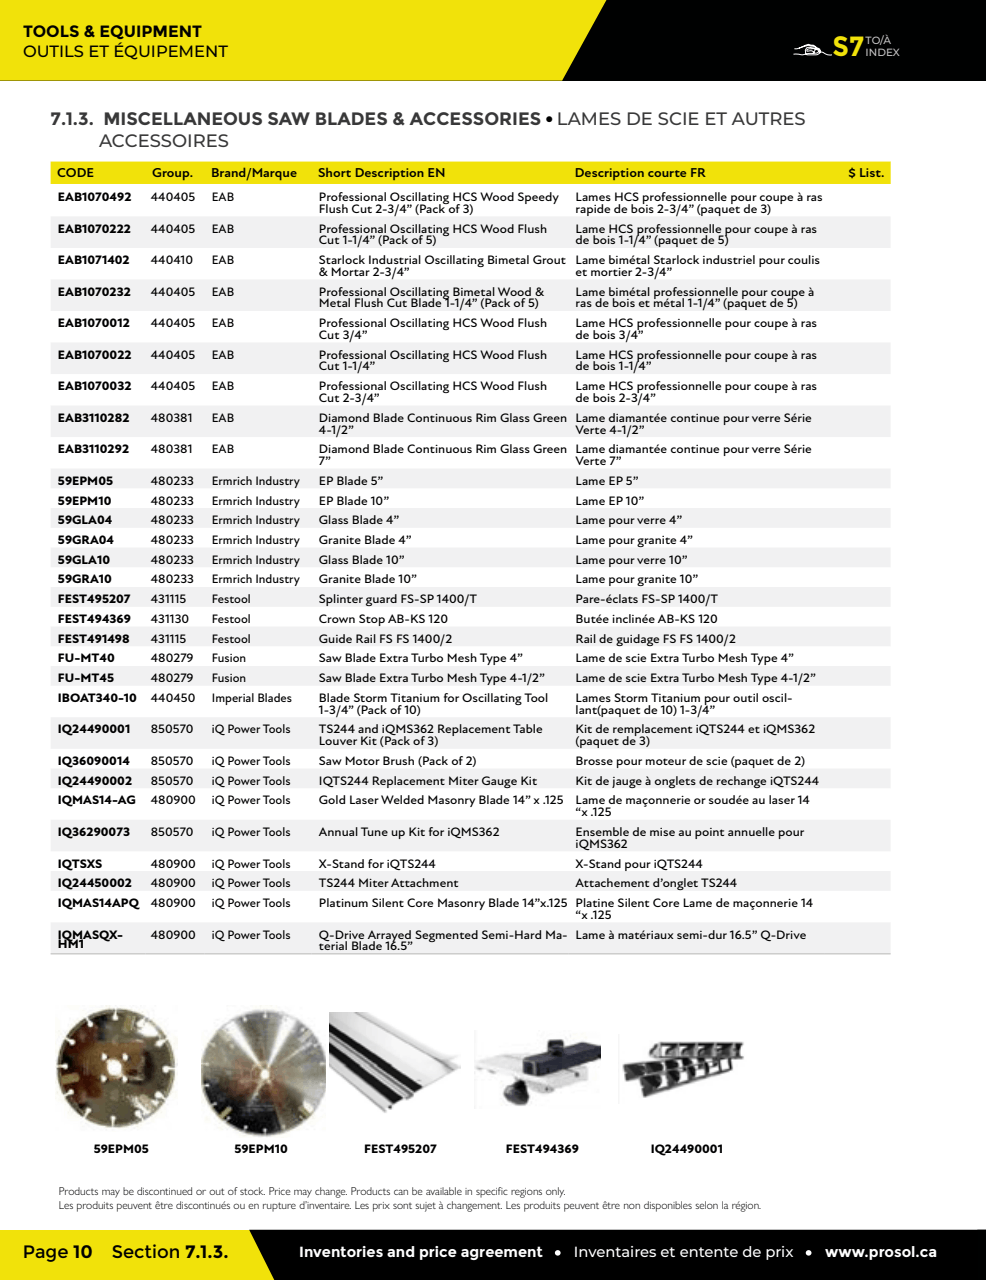 TOOLS & EQUIPMENT
OUTILS ET ÉQUIPEMENT
S7 TO/À
INDEX
7.1.3. MISCELLANEOUS SAW BLADES & ACCESSORIES • LAMES DE SCIE ET AUTRES
ACCESSOIRES
CODE Group. Brand/Marque Short Description EN Description courte FR $ List.
EAB1070492 440405 EAB Professional Oscillating HCS Wood Speedy Lames HCS professionnelle pour coupe à ras
Flush Cut 2-3/4” (Pack of 3) rapide de bois 2-3/4” (paquet de 3)
EAB1070222 440405 EAB Professional Oscillating HCS Wood Flush Lame HCS professionnelle pour coupe à ras
Cut 1-1/4” (Pack of 5) de bois 1-1/4” (paquet de 5)
EAB1071402 440410 EAB Starlock Industrial Oscillating Bimetal Grout Lame bimétal Starlock industriel pour coulis
& Mortar 2-3/4” et mortier 2-3/4”
EAB1070232 440405 EAB Professional Oscillating Bimetal Wood & Lame bimétal professionnelle pour coupe à
Metal Flush Cut Blade 1-1/4” (Pack of 5) ras de bois et métal 1-1/4” (paquet de 5)
EAB1070012 440405 EAB Professional Oscillating HCS Wood Flush Lame HCS professionnelle pour coupe à ras
Cut 3/4” de bois 3/4”
EAB1070022 440405 EAB Professional Oscillating HCS Wood Flush Lame HCS professionnelle pour coupe à ras
Cut 1-1/4” de bois 1-1/4”
EAB1070032 440405 EAB Professional Oscillating HCS Wood Flush Lame HCS professionnelle pour coupe à ras
Cut 2-3/4” de bois 2-3/4”
EAB3110282 480381 EAB Diamond Blade Continuous Rim Glass Green Lame diamantée continue pour verre Série
4-1/2” Verte 4-1/2”
EAB3110292 480381 EAB Diamond Blade Continuous Rim Glass Green Lame diamantée continue pour verre Série
7” Verte 7”
59EPM05 480233 Ermrich Industry EP Blade 5” Lame EP 5”
59EPM10 480233 Ermrich Industry EP Blade 10” Lame EP 10”
59GLA04 480233 Ermrich Industry Glass Blade 4” Lame pour verre 4”
59GRA04 480233 Ermrich Industry Granite Blade 4” Lame pour granite 4”
59GLA10 480233 Ermrich Industry Glass Blade 10” Lame pour verre 10”
59GRA10 480233 Ermrich Industry Granite Blade 10” Lame pour granite 10”
FEST495207 431115 Festool Splinter guard FS-SP 1400/T Pare-éclats FS-SP 1400/T
FEST494369 431130 Festool Crown Stop AB-KS 120 Butée inclinée AB-KS 120
FEST491498 431115 Festool Guide Rail FS FS 1400/2 Rail de guidage FS FS 1400/2
FU-MT40 480279 Fusion Saw Blade Extra Turbo Mesh Type 4” Lame de scie Extra Turbo Mesh Type 4”
FU-MT45 480279 Fusion Saw Blade Extra Turbo Mesh Type 4-1/2” Lame de scie Extra Turbo Mesh Type 4-1/2”
IBOAT340-10 440450 Imperial Blades Blade Storm Titanium for Oscillating Tool Lames Storm Titanium pour outil oscil-
1-3/4” (Pack of 10) lant(paquet de 10) 1-3/4”
IQ24490001 850570 iQ Power Tools TS244 and iQMS362 Replacement Table Kit de remplacement iQTS244 et iQMS362
Louver Kit (Pack of 3) (paquet de 3)
IQ36090014 850570 iQ Power Tools Saw Motor Brush (Pack of 2) Brosse pour moteur de scie (paquet de 2)
IQ24490002 850570 iQ Power Tools IQTS244 Replacement Miter Gauge Kit Kit de jauge à onglets de rechange iQTS244
IQMAS14-AG 480900 iQ Power Tools Gold Laser Welded Masonry Blade 14” x .125 Lame de maçonnerie or soudée au laser 14
“x .125
IQ36290073 850570 iQ Power Tools Annual Tune up Kit for iQMS362 Ensemble de mise au point annuelle pour
iQMS362
IQTSXS 480900 iQ Power Tools X-Stand for iQTS244 X-Stand pour iQTS244
IQ24450002 480900 iQ Power Tools TS244 Miter Attachment Attachement d’onglet TS244
IQMAS14APQ 480900 iQ Power Tools Platinum Silent Core Masonry Blade 14”x.125 Platine Silent Core Lame de maçonnerie 14
“x .125
IQMASQX- 480900 iQ Power Tools Q-Drive Arrayed Segmented Semi-Hard Ma- Lame à matériaux semi-dur 16.5” Q-Drive
HM1 terial Blade 16.5”
59EPM05 59EPM10 FEST495207 FEST494369 IQ24490001
Products may be discontinued or out of stock. Price may change. Products can be available in specific regions only.
Les produits peuvent être discontinués ou en rupture d’inventaire. Les prix sont sujet à changement. Les produits peuvent être non disponibles selon la région.
Page 10 Section 7.1.3. Inventories and price agreement • Inventaires et entente de prix • www.prosol.ca